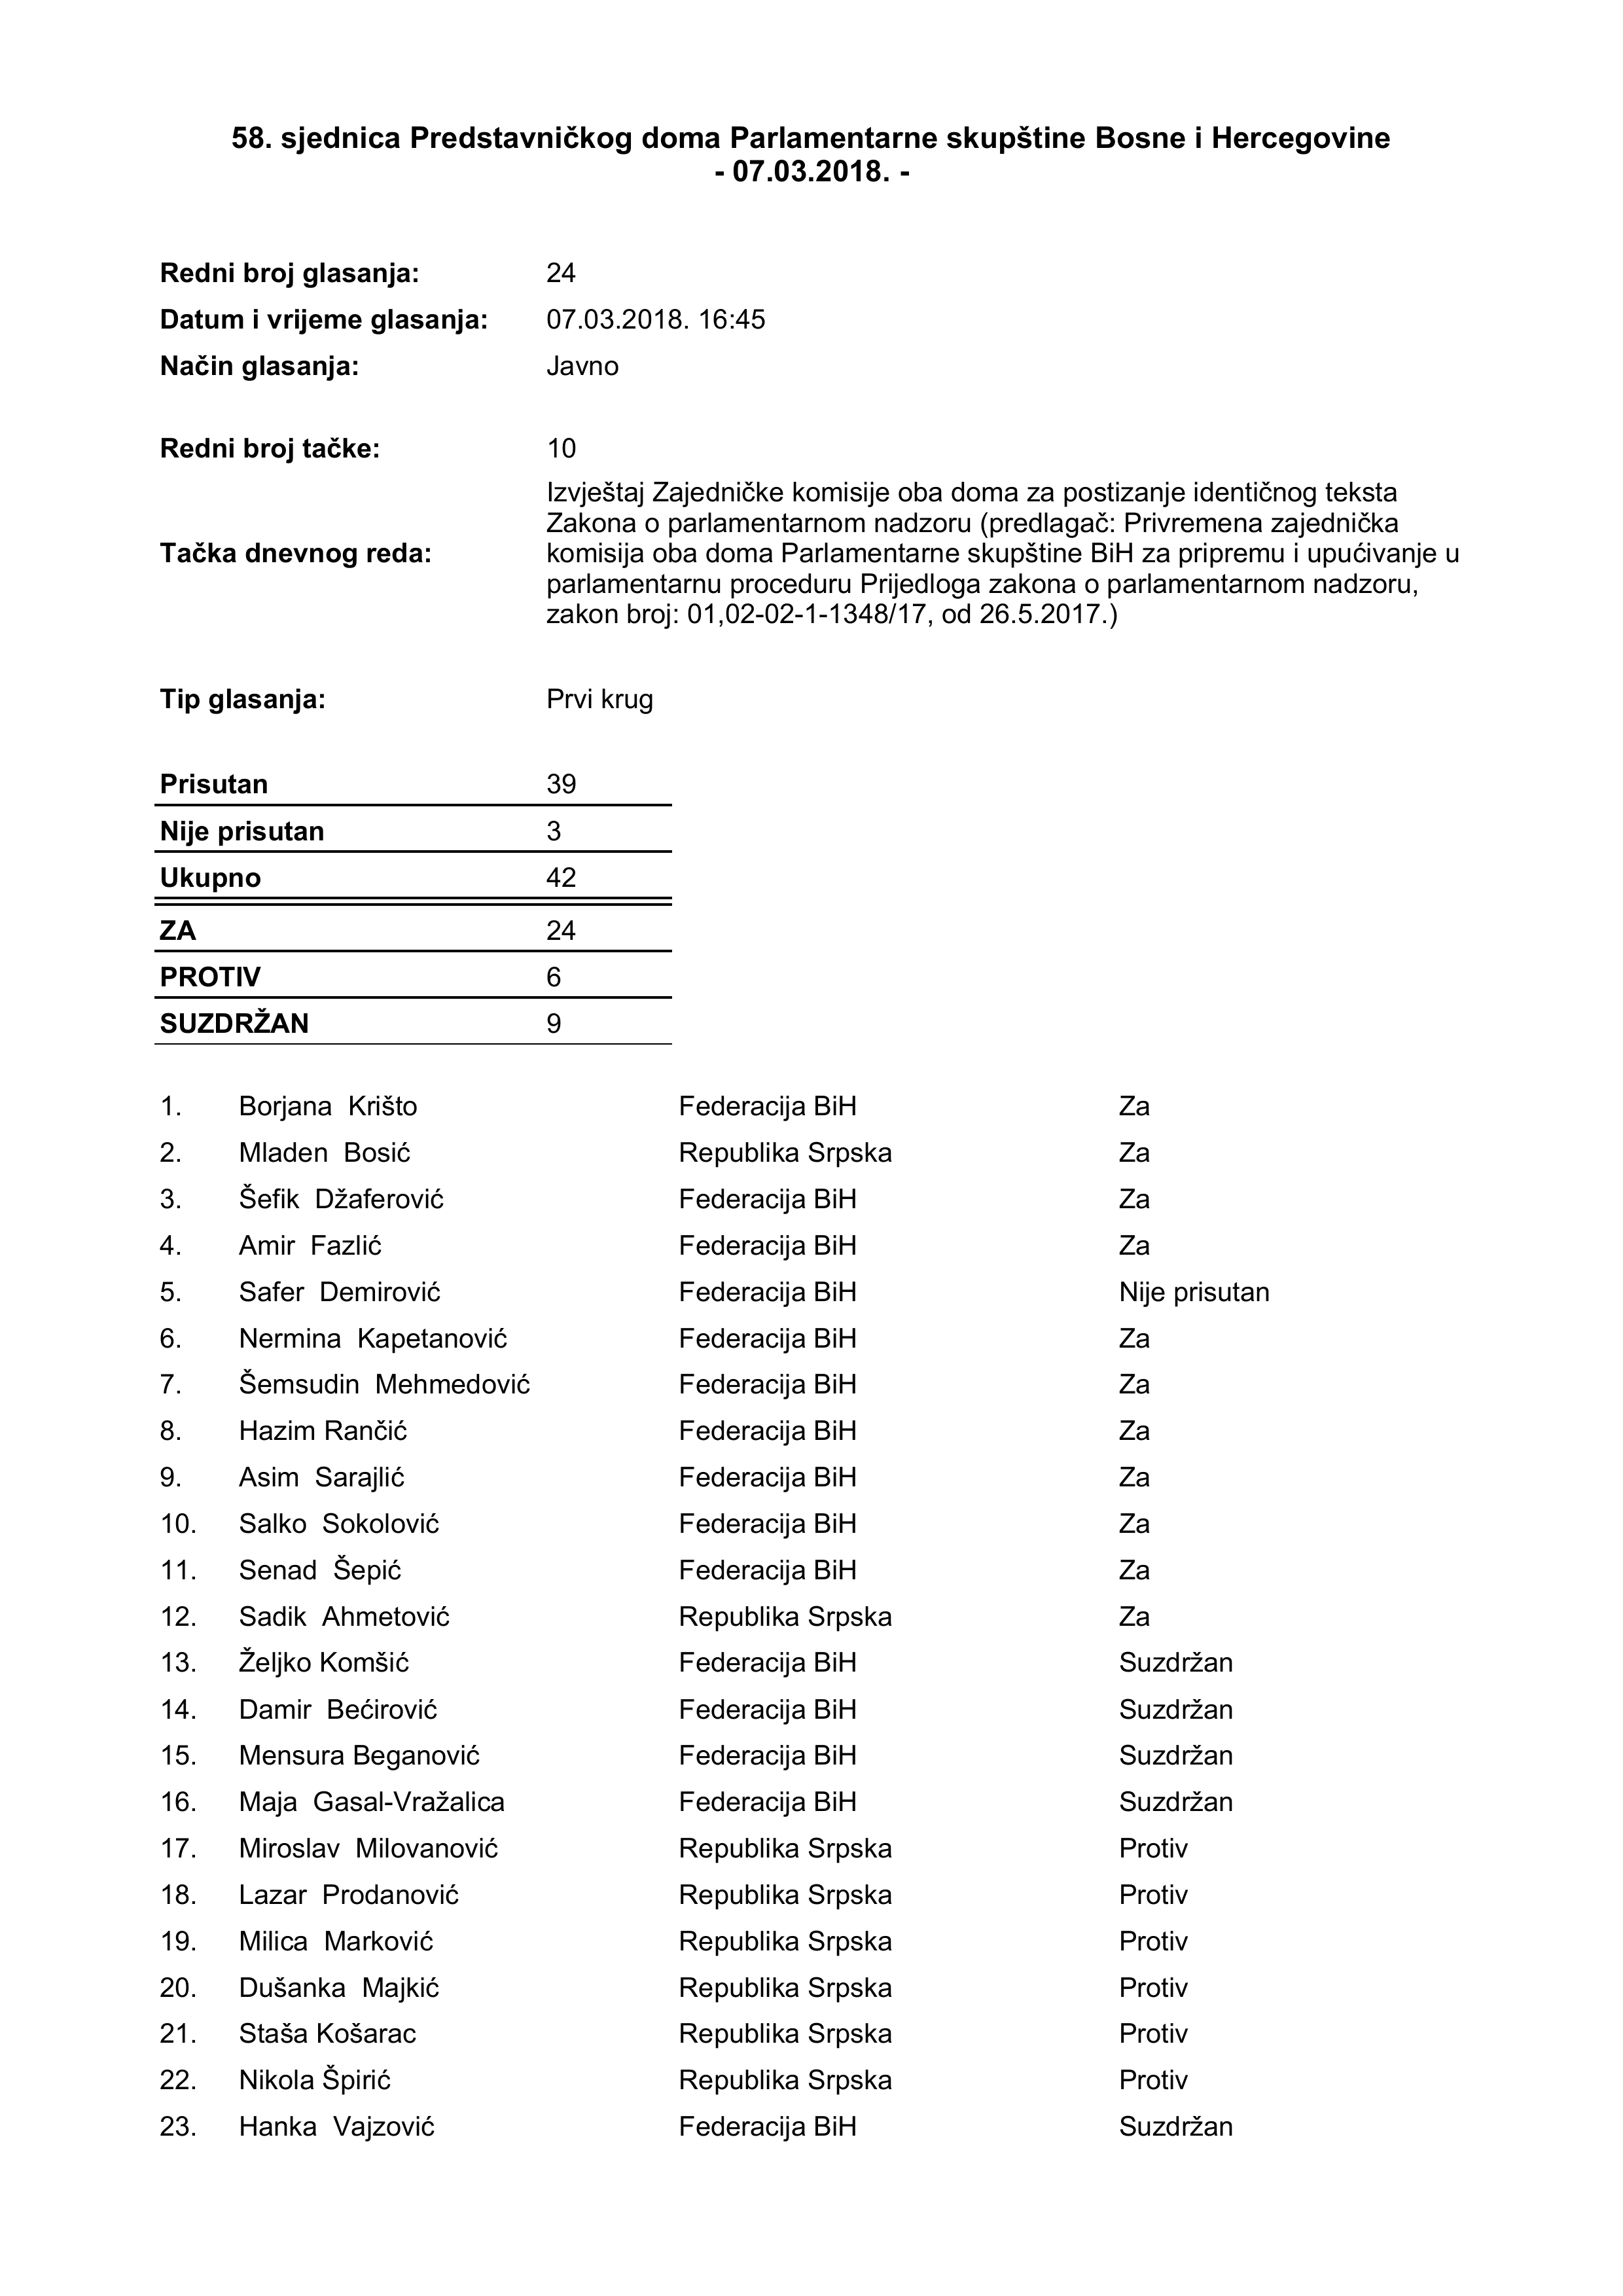 58. sjednica Predstavničkog doma Parlamentarne skupštine Bosne i Hercegovine
- 07.03.2018. -
Redni broj glasanja: 24
Datum i vrijeme glasanja: 07.03.2018. 16:45
Način glasanja: Javno
Redni broj tačke: 10
Tačka dnevnog reda: Izvještaj Zajedničke komisije oba doma za postizanje identičnog teksta
Zakona o parlamentarnom nadzoru (predlagač: Privremena zajednička
komisija oba doma Parlamentarne skupštine BiH za pripremu i upućivanje u
parlamentarnu proceduru Prijedloga zakona o parlamentarnom nadzoru,
zakon broj: 01,02-02-1-1348/17, od 26.5.2017.)
Tip glasanja: Prvi krug
Prisutan 39
Nije prisutan 3
Ukupno 42
ZA 24
PROTIV 6
SUZDRŽAN 9
1. Borjana Krišto Federacija BiH Za
2. Mladen Bosić Republika Srpska Za
3. Šefik Džaferović Federacija BiH Za
4. Amir Fazlić Federacija BiH Za
5. Safer Demirović Federacija BiH Nije prisutan
6. Nermina Kapetanović Federacija BiH Za
7. Šemsudin Mehmedović Federacija BiH Za
8. Hazim Rančić Federacija BiH Za
9. Asim Sarajlić Federacija BiH Za
10. Salko Sokolović Federacija BiH Za
11. Senad Šepić Federacija BiH Za
12. Sadik Ahmetović Republika Srpska Za
13. Željko Komšić Federacija BiH Suzdržan
14. Damir Bećirović Federacija BiH Suzdržan
15. Mensura Beganović Federacija BiH Suzdržan
16. Maja Gasal-Vražalica Federacija BiH Suzdržan
17. Miroslav Milovanović Republika Srpska Protiv
18. Lazar Prodanović Republika Srpska Protiv
19. Milica Marković Republika Srpska Protiv
20. Dušanka Majkić Republika Srpska Protiv
21. Staša Košarac Republika Srpska Protiv
22. Nikola Špirić Republika Srpska Protiv
23. Hanka Vajzović Federacija BiH Suzdržan